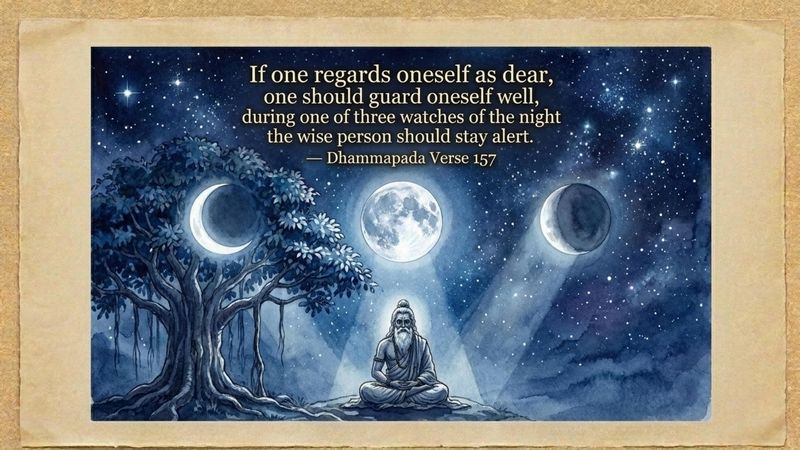 If one regards oneself as dear,
one should guard oneself well,
during one of three watches of the night
the wise person should stay alert.
— Dhammapada Verse 157